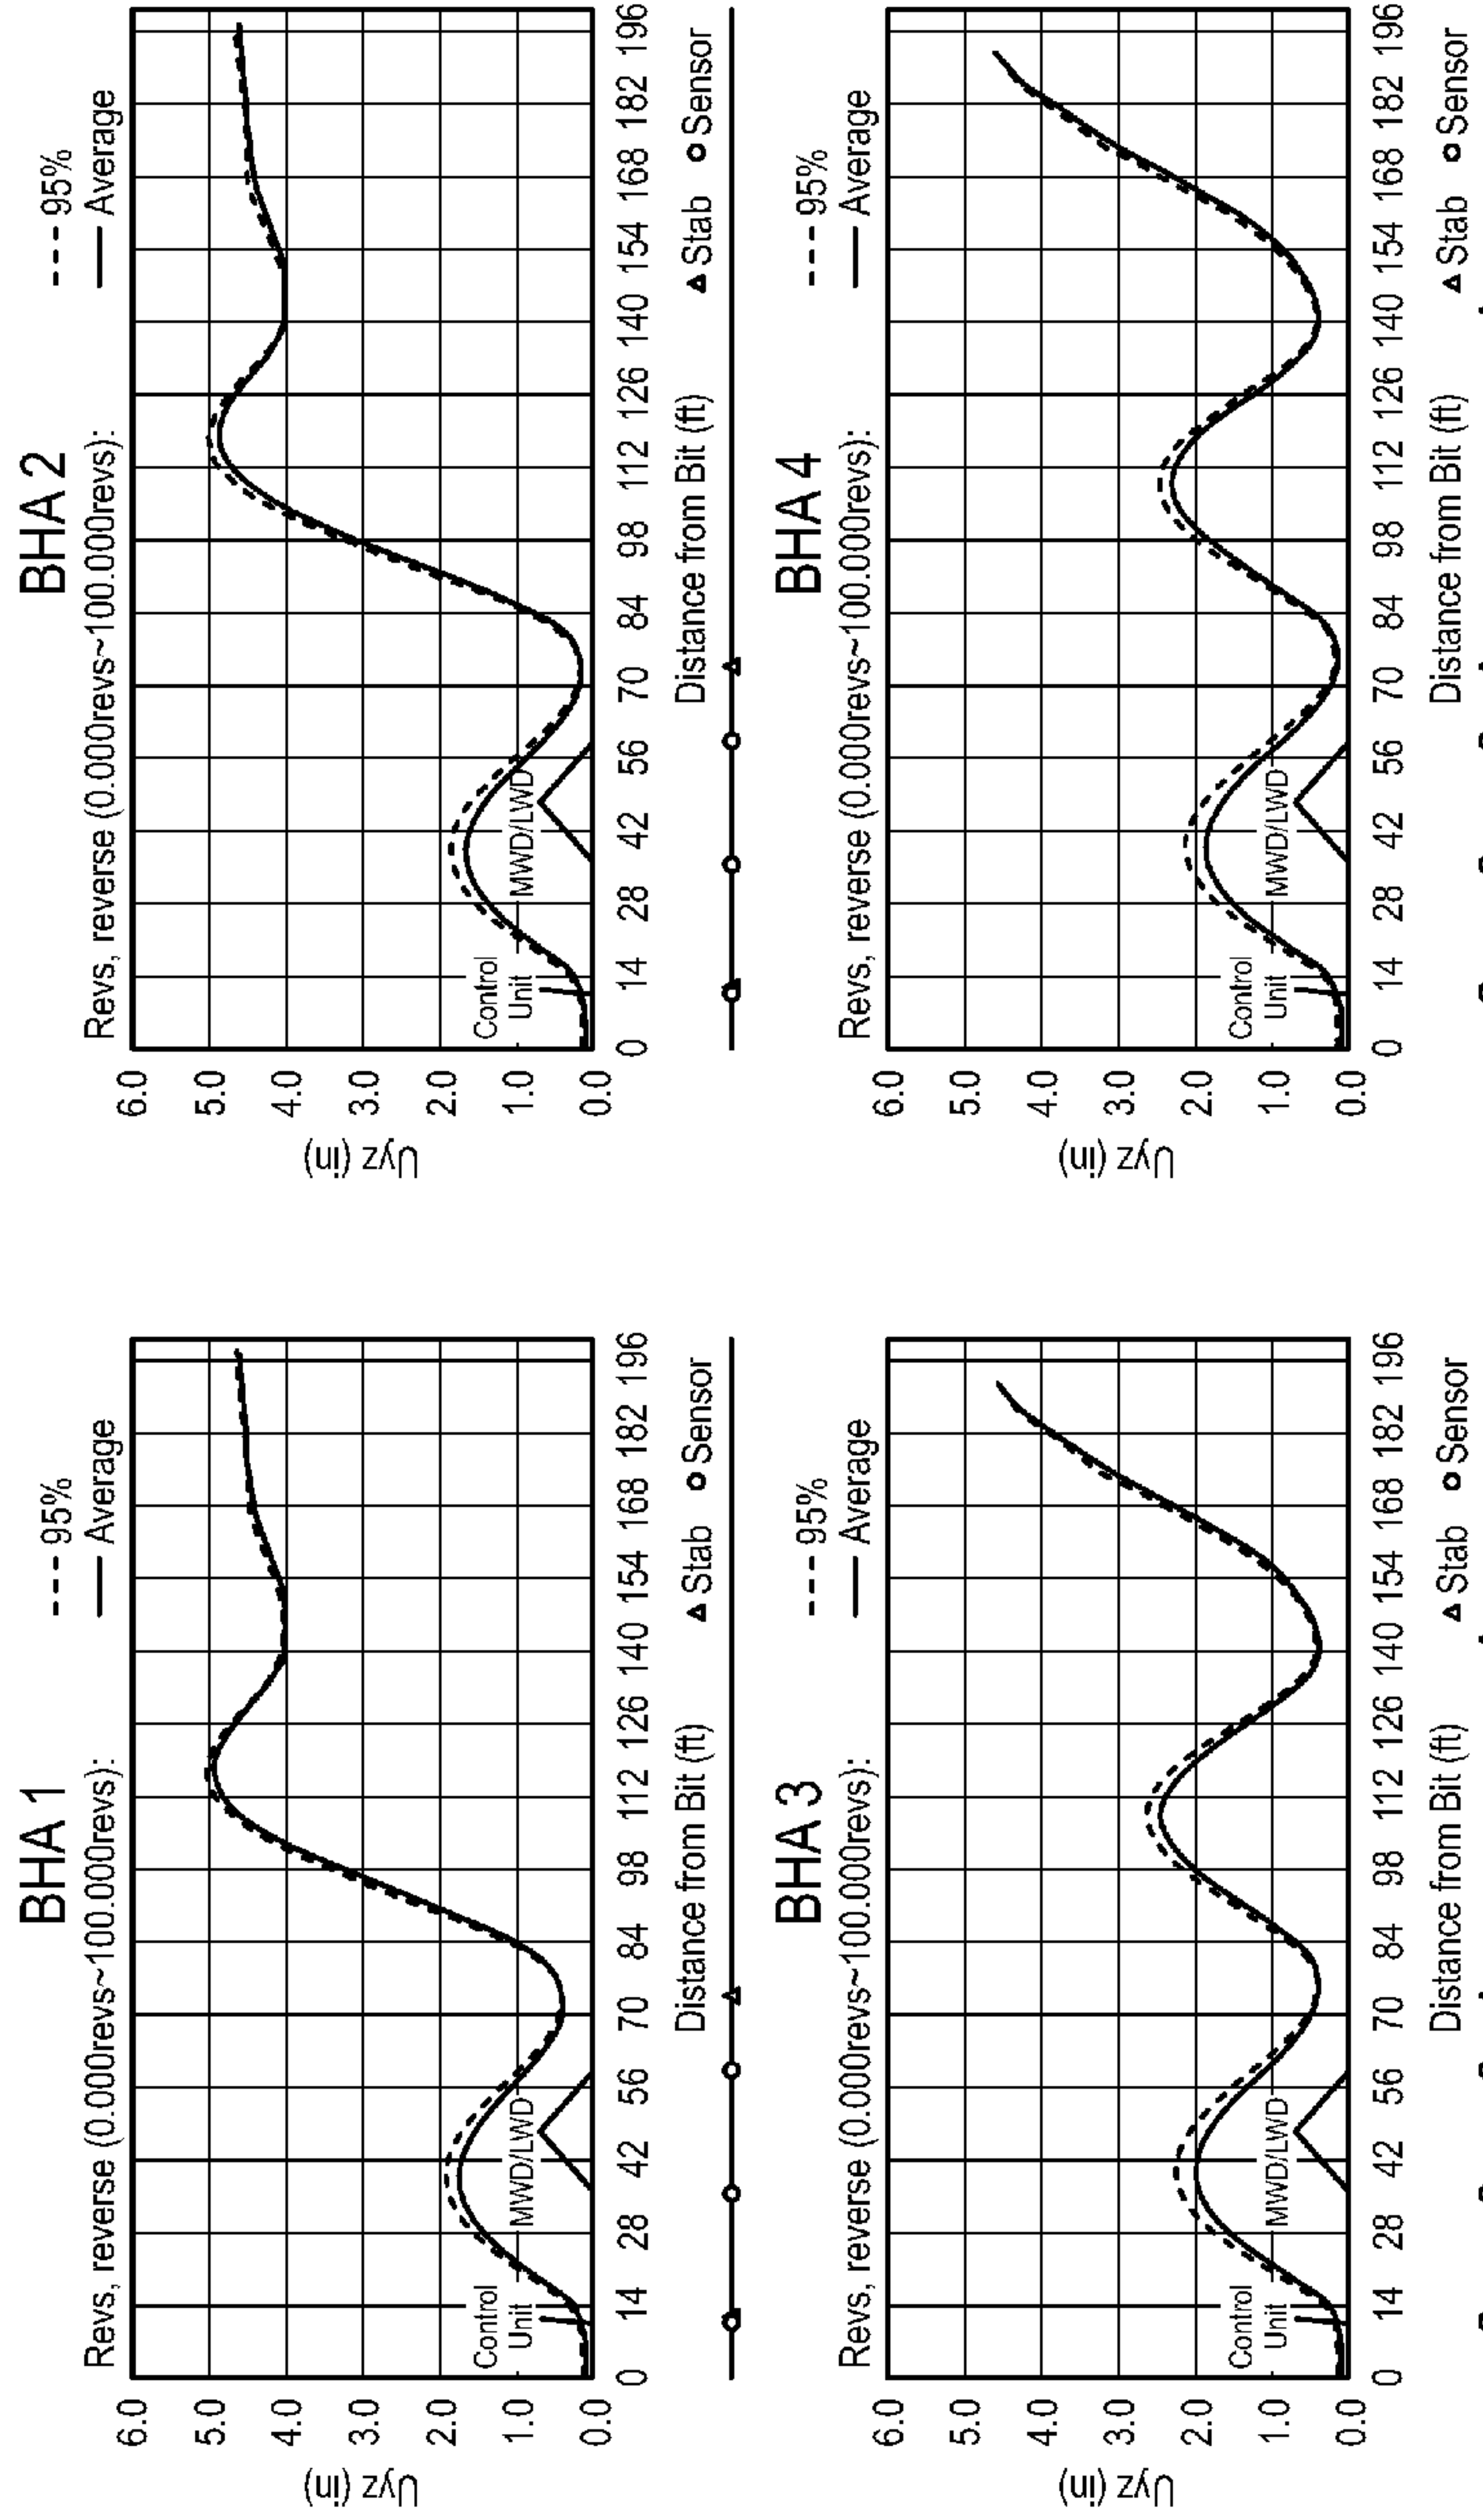 BHA 1
Revs, reverse (0.000revs~100.000revs):
--- 95%
— Average
Uyz (in)
6.0
5.0
4.0
3.0
2.0
1.0
0.0
Control
Unit
MWD/LWD
0 14 28 42 56 70 84 98 112 126 140 154 168 182 196
Distance from Bit (ft)
Stab
Sensor
BHA 2
Revs, reverse (0.000revs~100.000revs):
--- 95%
— Average
Uyz (in)
6.0
5.0
4.0
3.0
2.0
1.0
0.0
Control
Unit
MWD/LWD
0 14 28 42 56 70 84 98 112 126 140 154 168 182 196
Distance from Bit (ft)
Stab
Sensor
BHA 3
Revs, reverse (0.000revs~100.000revs):
--- 95%
— Average
Uyz (in)
6.0
5.0
4.0
3.0
2.0
1.0
0.0
Control
Unit
MWD/LWD
0 14 28 42 56 70 84 98 112 126 140 154 168 182 196
Distance from Bit (ft)
Stab
Sensor
BHA 4
Revs, reverse (0.000revs~100.000revs):
--- 95%
— Average
Uyz (in)
6.0
5.0
4.0
3.0
2.0
1.0
0.0
Control
Unit
MWD/LWD
0 14 28 42 56 70 84 98 112 126 140 154 168 182 196
Distance from Bit (ft)
Stab
Sensor